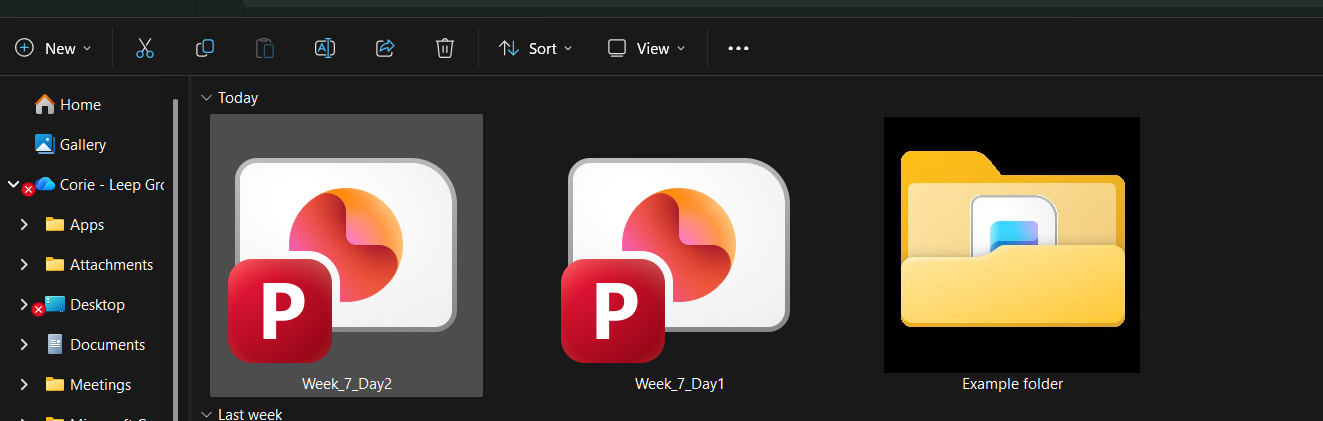 New
Sort
View
Home
Gallery
Corie - Leep Gro
Apps
Attachments
Desktop
Documents
Meetings
Today
P
P
Week_7_Day2
Week_7_Day1
Example folder
Last week